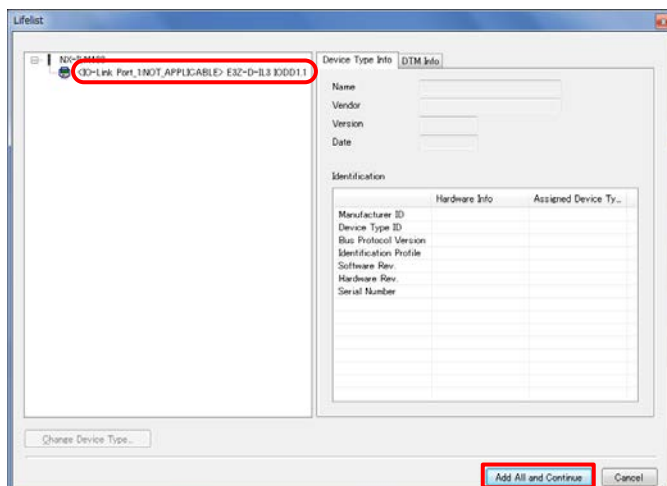 Lifelist
<IO-Link Port_1:NOT_APPLICABLE> E3Z-D-IL3 IODD1.1
Device Type Info
DTM Info
Name
Vendor
Version
Date
Identification
Hardware Info Assigned Device Ty...
Manufacturer ID
Device Type ID
Bus Protocol Version
Identification Profile
Software Rev.
Hardware Rev.
Serial Number
Change Device Type...
Add All and Continue
Cancel